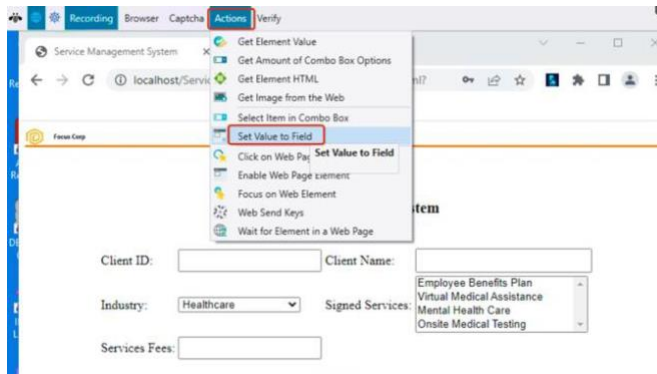 Recording Browser Captcha Actions Verify
Service Management System
localhost/Servic
Get Element Value
Get Amount of Combo Box Options
Get Element HTML
Get Image from the Web
Select Item in Combo Box
Set Value to Field
Click on Web Pag
Set Value to Field
Enable Web Page Element
Focus on Web Element
Web Send Keys
Wait for Element in a Web Page
nl?
Focus Corp
stem
Client ID:
Client Name:
Industry: Healthcare
Signed Services:
Employee Benefits Plan
Virtual Medical Assistance
Mental Health Care
Onsite Medical Testing
Services Fees: